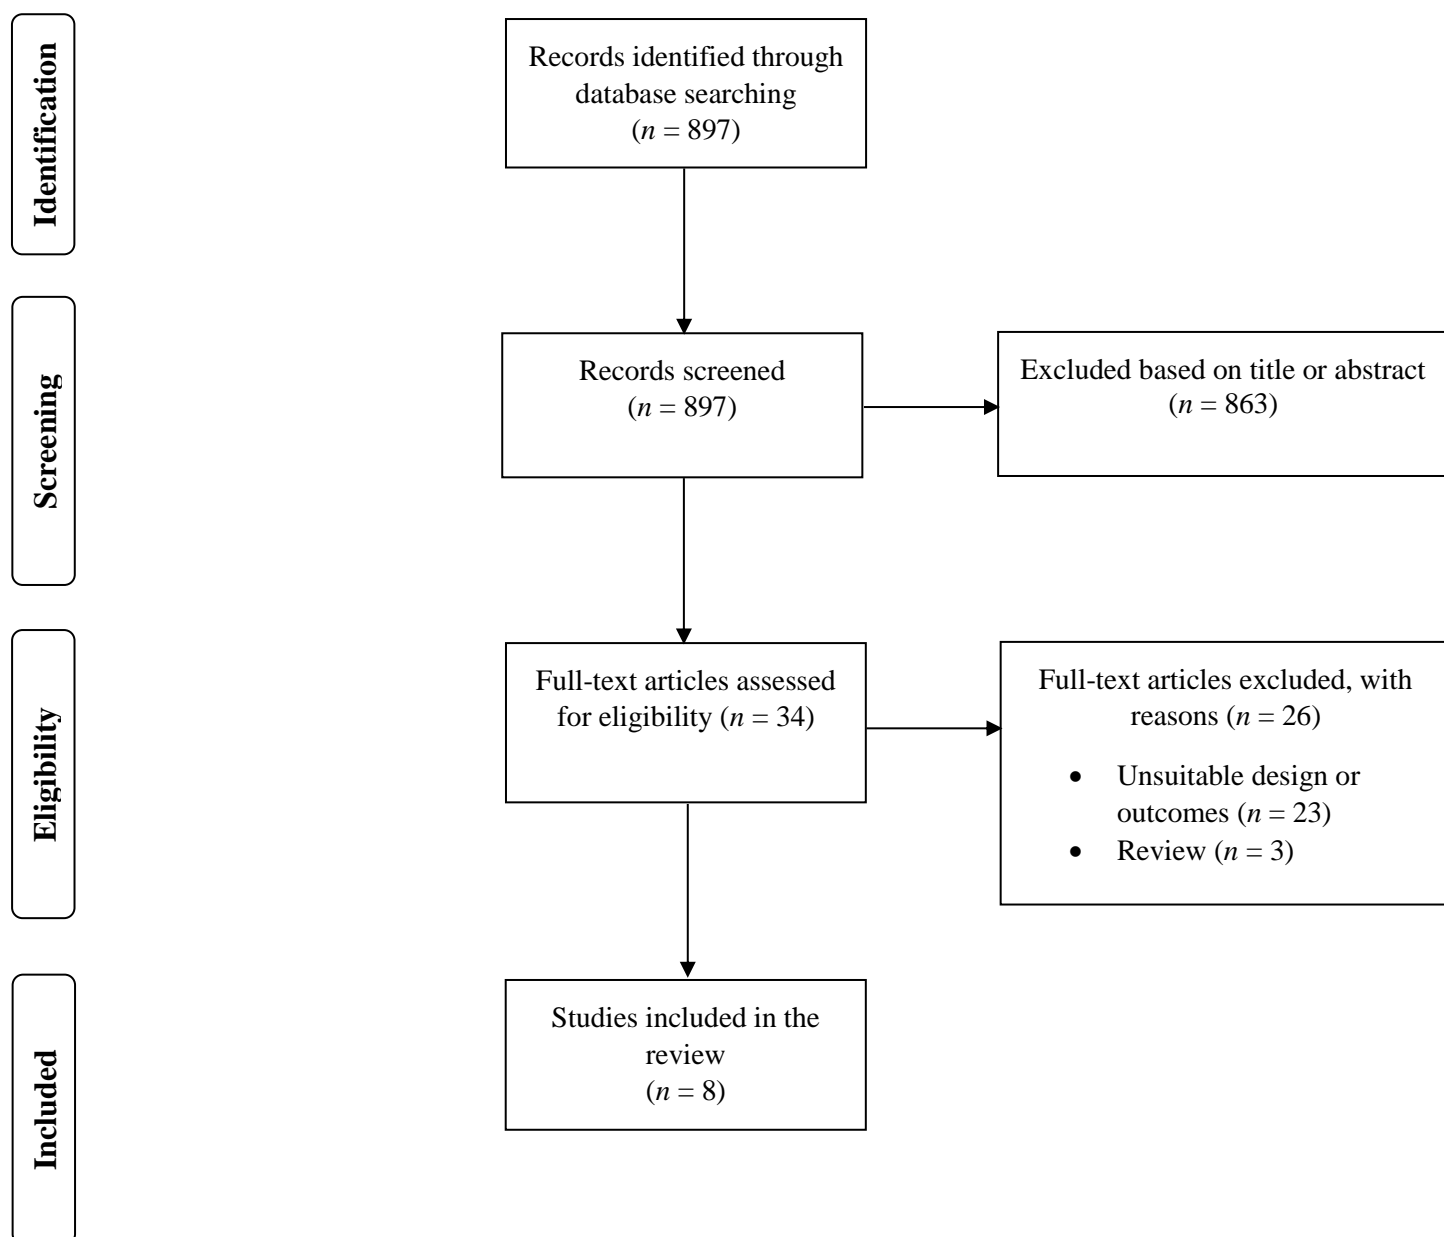 Identification
Records identified through
database searching
(n = 897)
Screening
Records screened
(n = 897)
Excluded based on title or abstract
(n = 863)
Eligibility
Full-text articles assessed
for eligibility (n = 34)
Full-text articles excluded, with
reasons (n = 26)
• Unsuitable design or
outcomes (n = 23)
• Review (n = 3)
Included
Studies included in the
review
(n = 8)